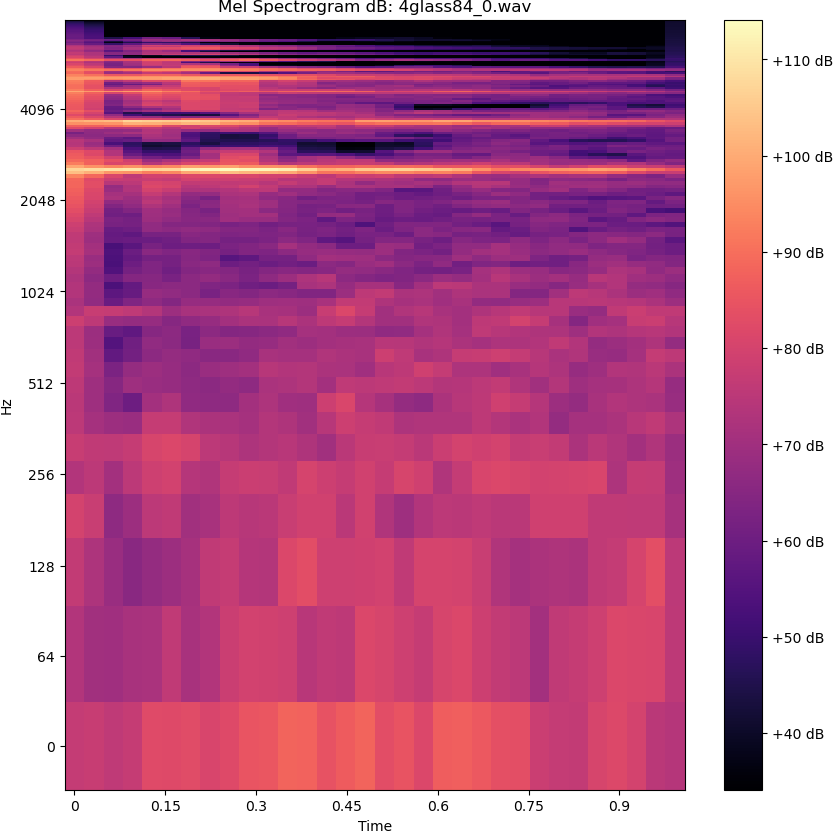 Mel Spectrogram dB: 4glass84_0.wav
+110 dB
4096
+100 dB
2048
+90 dB
1024
+80 dB
512
Hz
+70 dB
256
+60 dB
128
+50 dB
64
+40 dB
0
0 0.15 0.3 0.45 0.6 0.75 0.9
Time